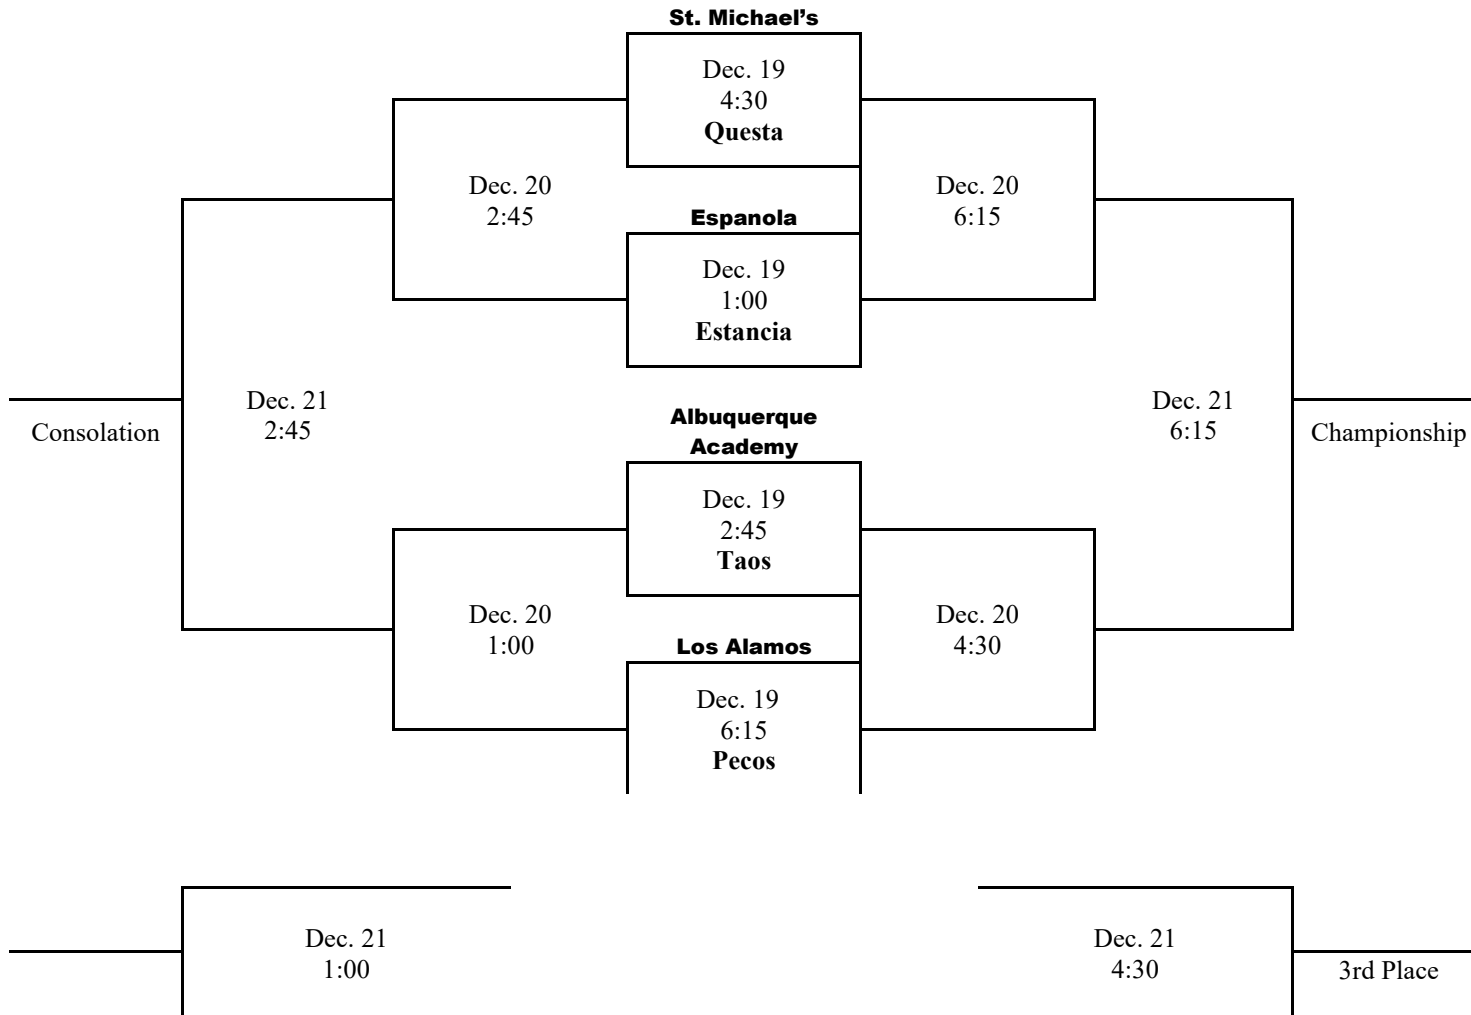 St. Michael’s
Dec. 19
4:30
Questa
Dec. 20
2:45
Dec. 20
6:15
Espanola
Dec. 19
1:00
Estancia
Dec. 21
2:45
Consolation
Albuquerque
Academy
Dec. 21
6:15
Championship
Dec. 19
2:45
Taos
Dec. 20
1:00
Dec. 20
4:30
Los Alamos
Dec. 19
6:15
Pecos
Dec. 21
1:00
Dec. 21
4:30
3rd Place